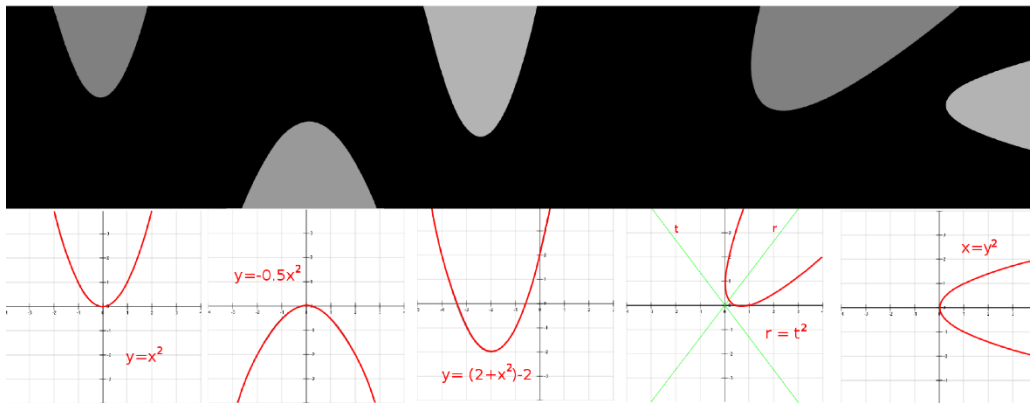 y=x²
y=-0.5x²
y= (2+x²)-2
t
r
r = t²
x=y²